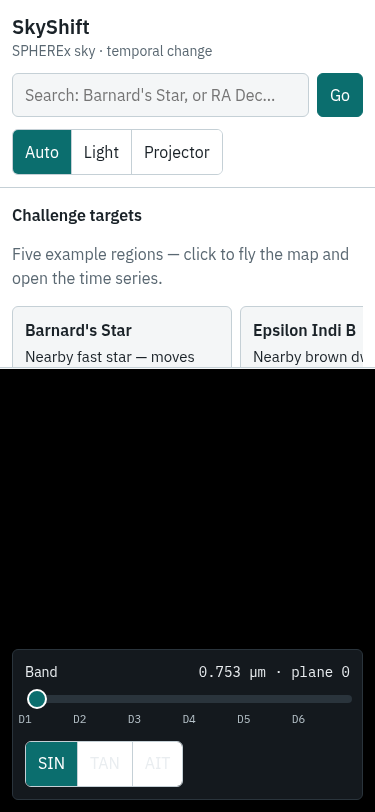 SkyShift
SPHEREx sky · temporal change
Search: Barnard's Star, or RA Dec...
Go
Auto
Light
Projector
Challenge targets
Five example regions — click to fly the map and
open the time series.
Barnard's Star
Nearby fast star — moves
Epsilon Indi B
Nearby brown
Band
0.753 µm · plane 0
D1
D2
D3
D4
D5
D6
SIN
TAN
AIT